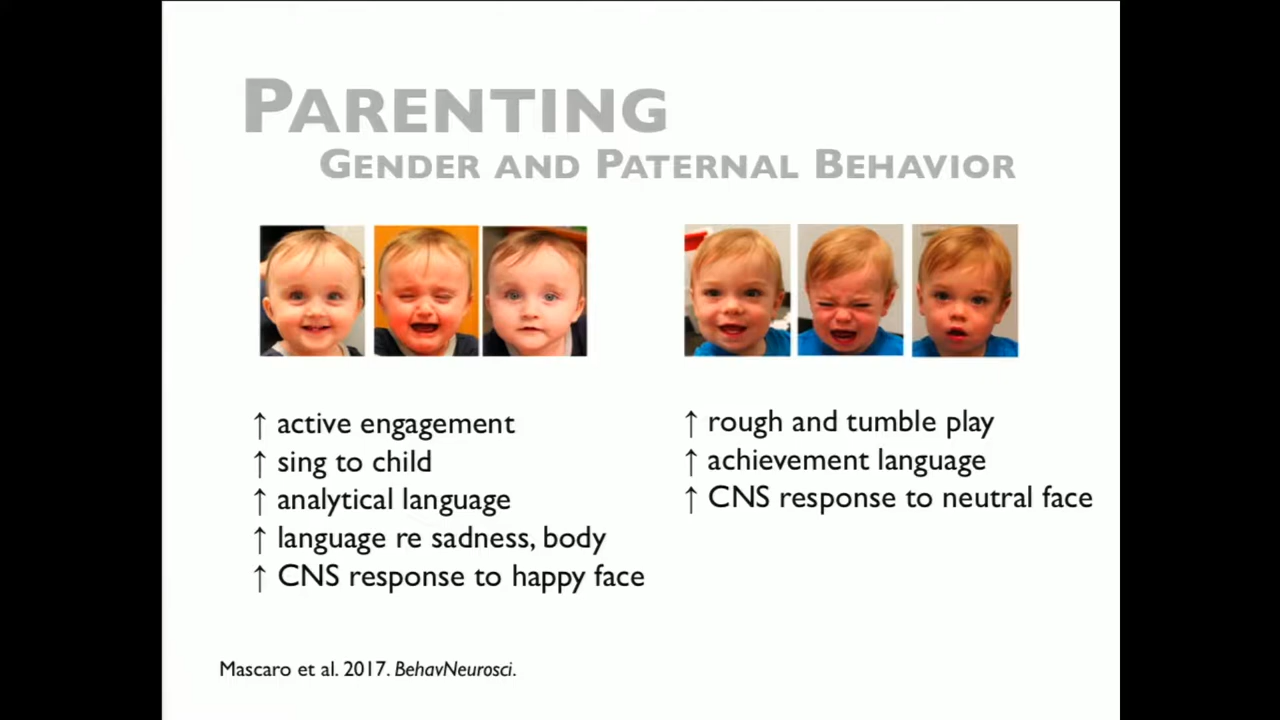 PARENTING
GENDER AND PATERNAL BEHAVIOR
↑ active engagement
↑ sing to child
↑ analytical language
↑ language re sadness, body
↑ CNS response to happy face
↑ rough and tumble play
↑ achievement language
↑ CNS response to neutral face
Mascaro et al. 2017. BehavNeurosci.